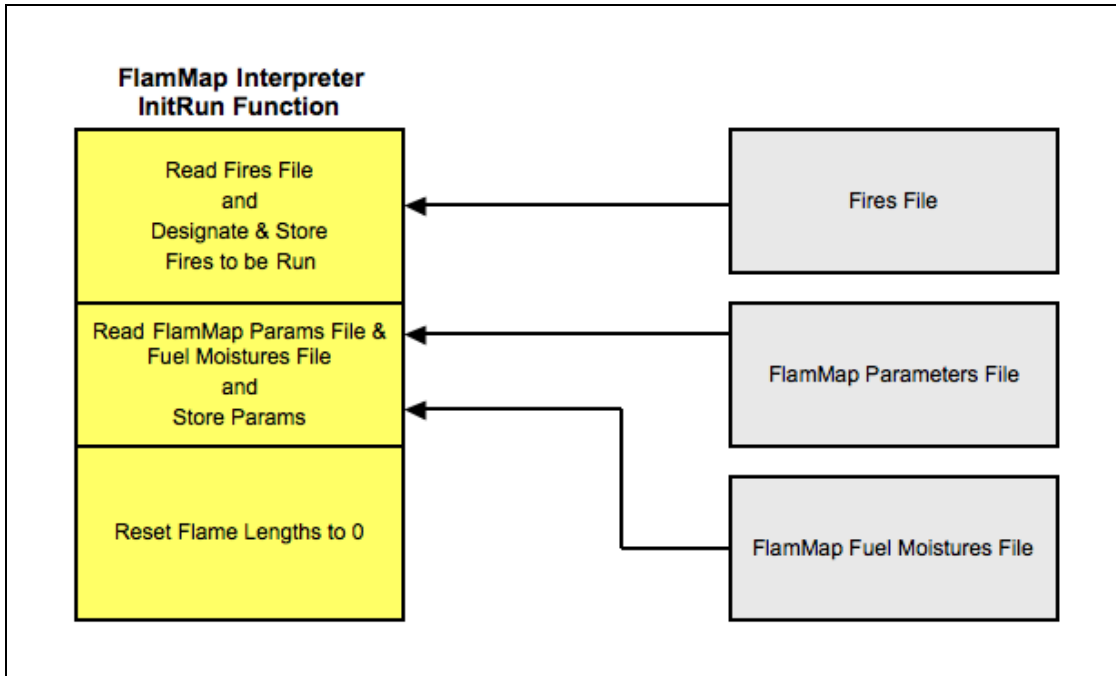 FlamMap Interpreter
InitRun Function
Read Fires File
and
Designate & Store
Fires to be Run
Fires File
Read FlamMap Params File &
Fuel Moistures File
and
Store Params
FlamMap Parameters File
Reset Flame Lengths to 0
FlamMap Fuel Moistures File